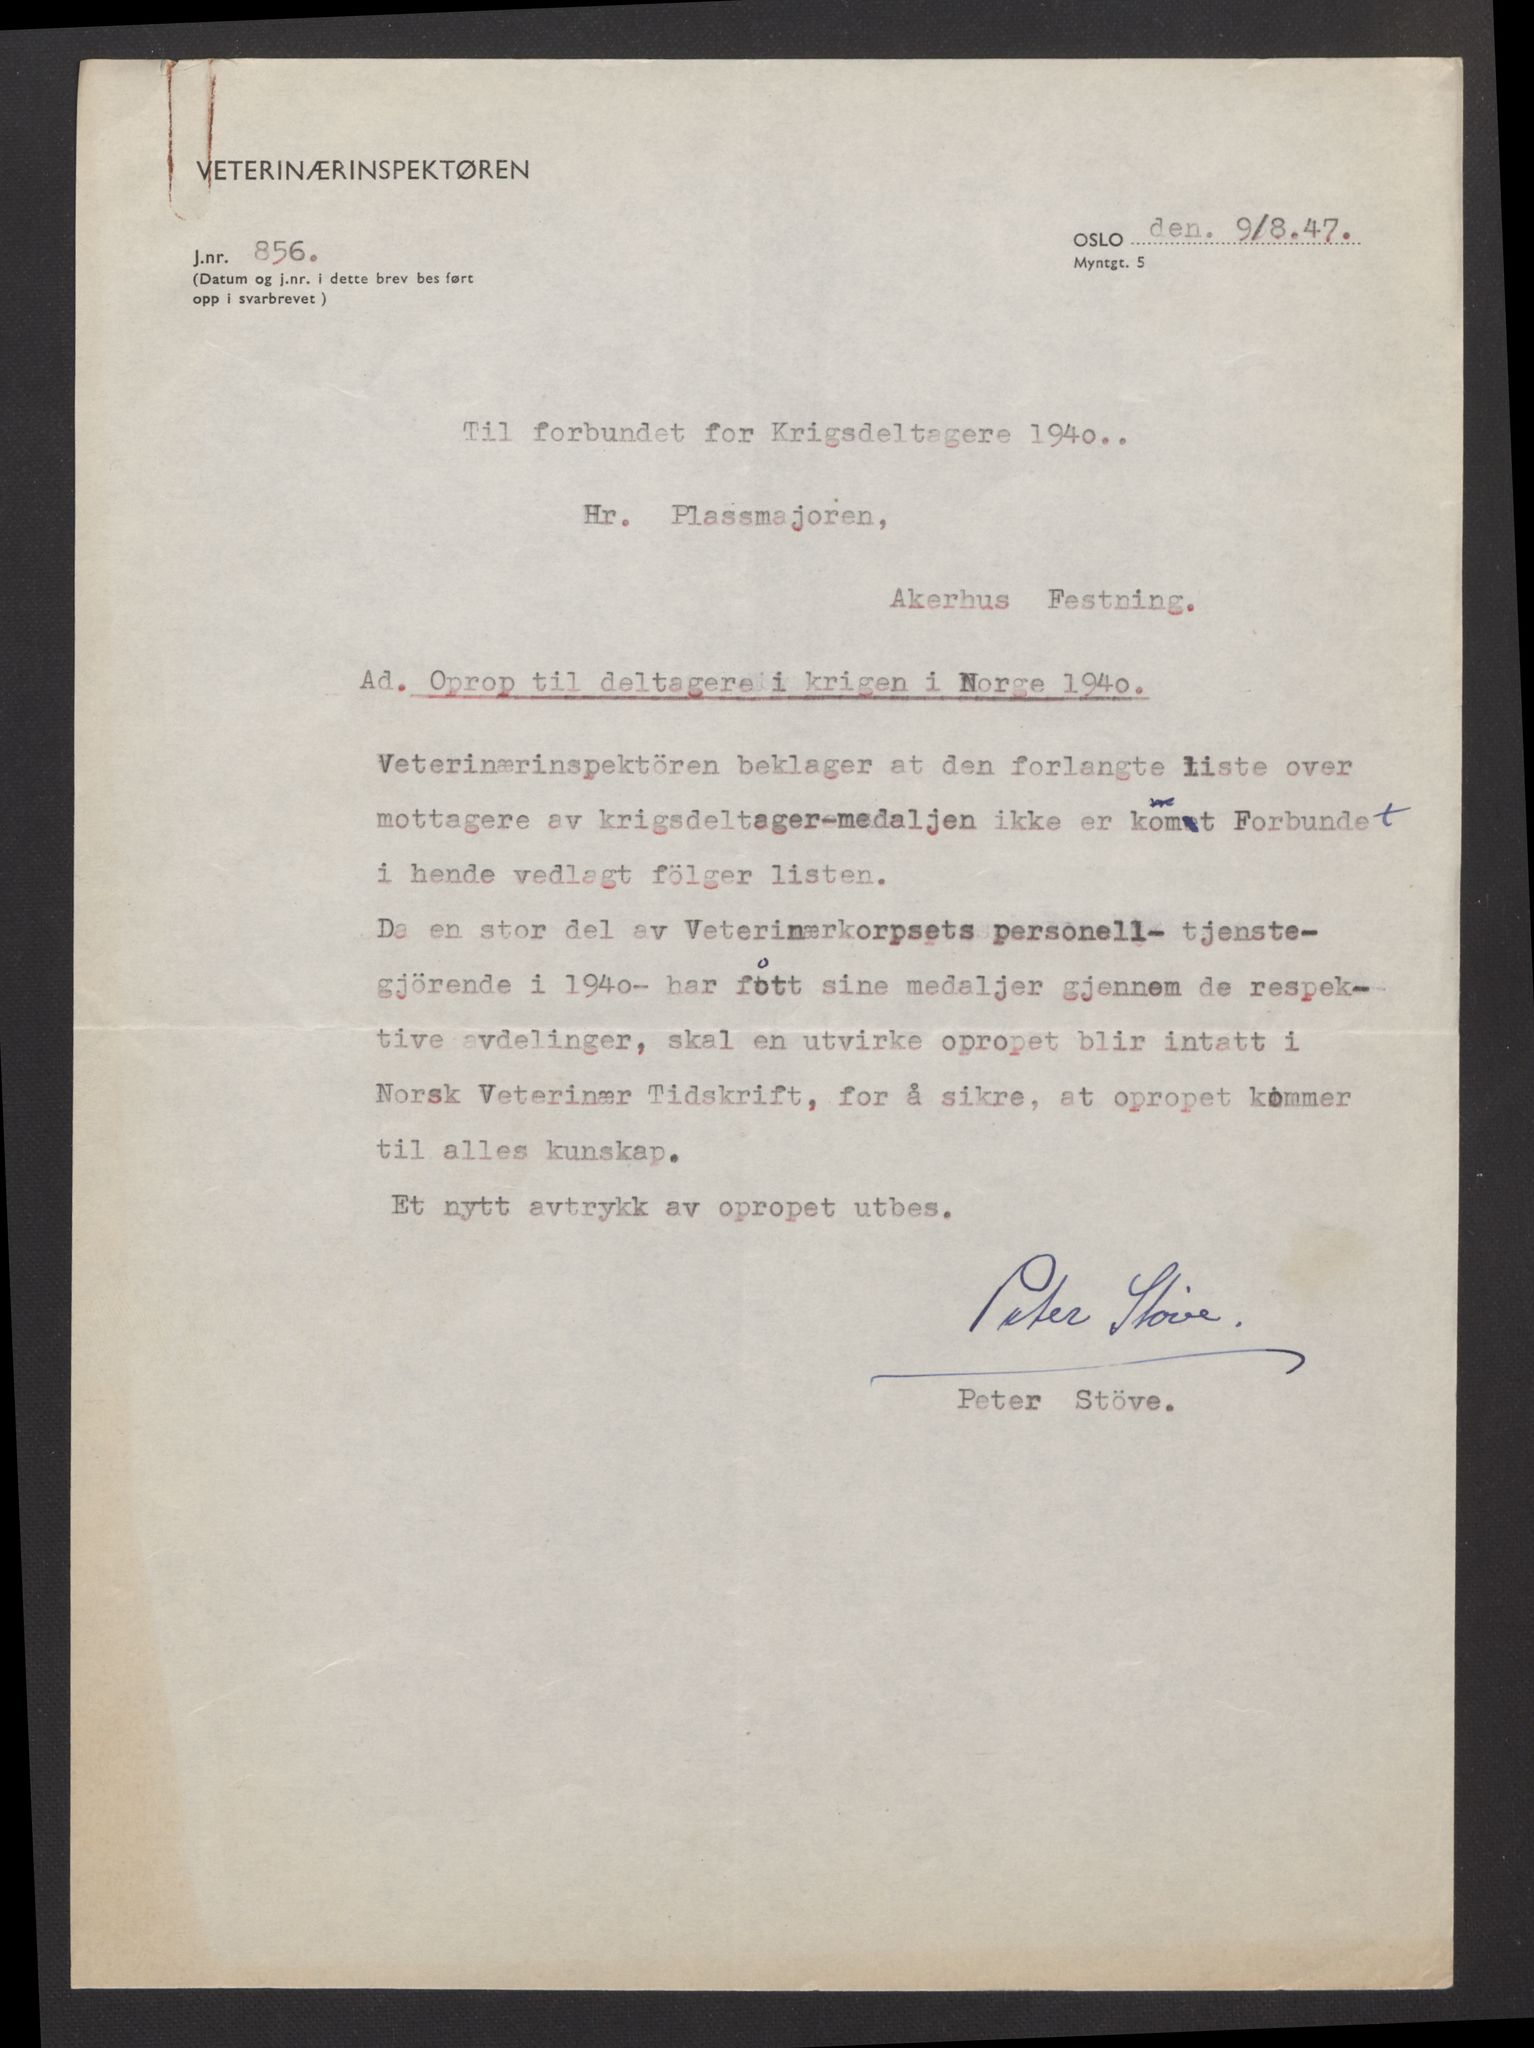 VETERINÆRINSPEKTØREN
J.nr. 856.
(Datum og j.nr. i dette brev bes ført
opp i svarbrevet)
OSLO den. 9/8.47.
Myntgt. 5
Til forbundet for Krigsdeltagere 1940..
Hr. Plassmajoren,
Akerhus Festning.
Ad. Oprop til deltagere i krigen i Norge 1940.
Veterinærinspektören beklager at den forlangte liste over
mottagere av krigsdeltager-medaljen ikke er kommet Forbundet
i hende vedlagt fölger listen.
Da en stor del av Veterinærkorpsets personell- tjenste-
gjörende i 1940- har fått sine medaljer gjennem de respek-
tive avdelinger, skal en utvirke opropet blir intatt i
Norsk Veterinær Tidskrift, for å sikre, at opropet kommer
til alles kunskap.
Et nytt avtrykk av opropet utbes.
Peter Stöve.
Peter Stöve.